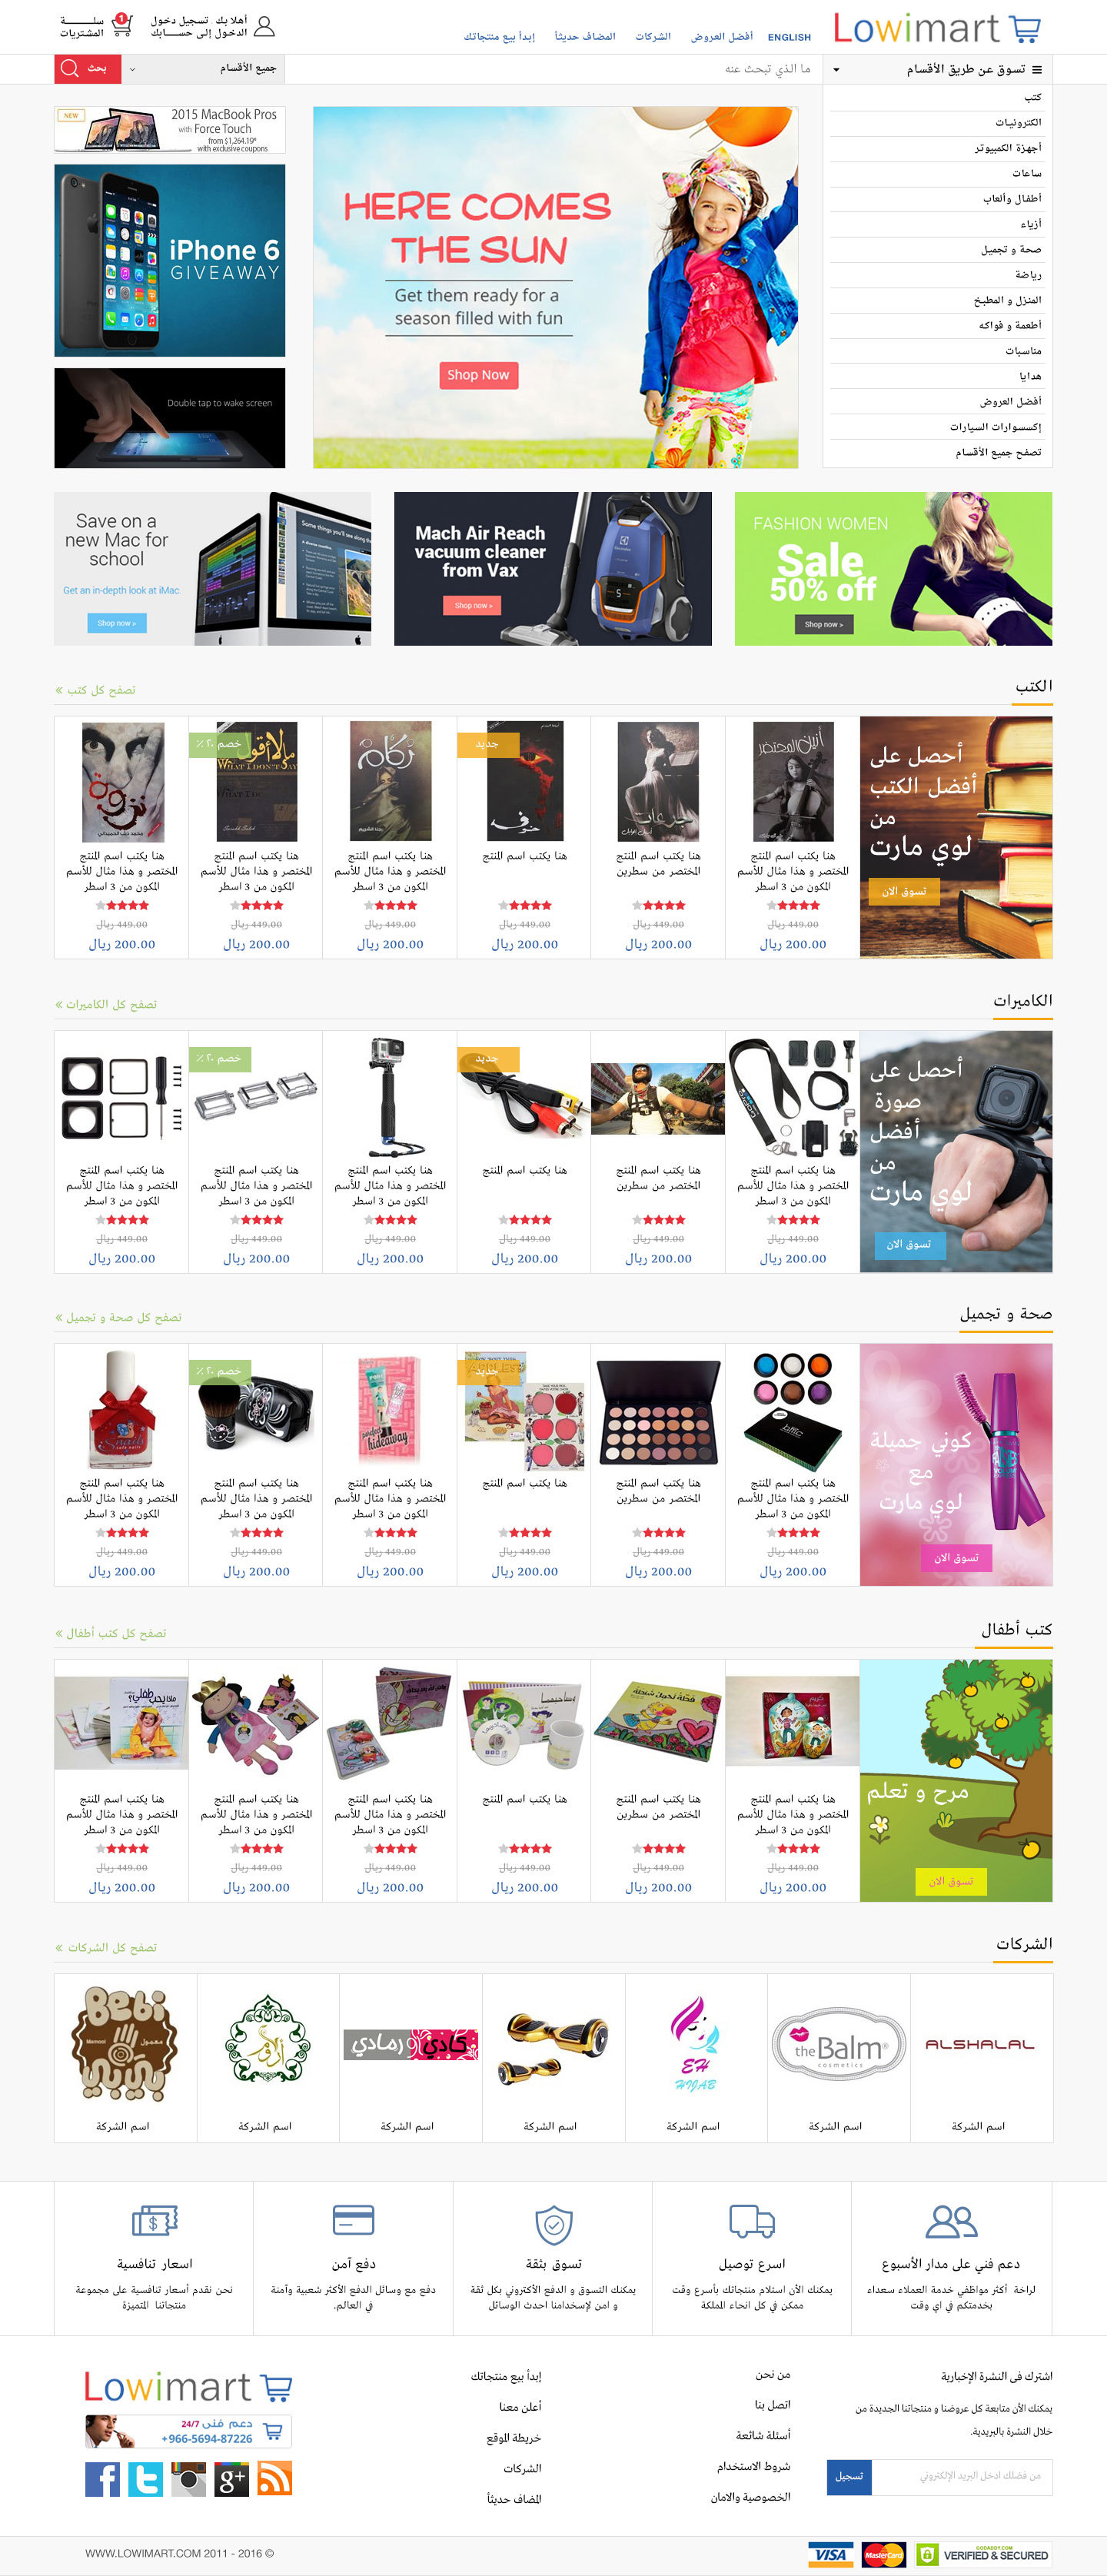 Lowimart
ENGLISH
أفضل العروض
الشركات
المضاف حديثاً
إبدأ بيع منتجاتك
أهلا بك . تسجيل دخول
الدخول إلى حســـابك
1
سلـــــــــة
المشتريات
تسوق عن طريق الأقسام
ما الذي تبحث عنه
جميع الأقسام
بحث
كتب
الكترونيات
أجهزة الكمبيوتر
ساعات
أطفال وألعاب
أزياء
صحة و تجميل
رياضة
المنزل و المطبخ
أطعمة و فواكه
مناسبات
هدايا
أفضل العروض
إكسسوارات السيارات
تصفح جميع الأقسام
HERE COMES
THE SUN
Get them ready for a
season filled with fun
Shop Now
NEW
2015 MacBook Pros
with Force Touch
from $1,264.19*
with exclusive coupons
iPhone 6
GIVEAWAY
Double tap to wake screen
FASHION WOMEN
Sale
50% off
Shop now >
Mach Air Reach
vacuum cleaner
from Vax
Shop now >
Save on a
new Mac for
school
Get an in-depth look at iMac.
Shop now >
الكتب
تصفح كل كتب »
أحصل على
أفضل الكتب
من
لوي مارت
تسوق الان
أنين المحتضر
جديد
خوف
ركام
خصم ٢٠ ٪
ما لا أقول
WHAT I DON'T SAY
نزوة
هنا يكتب اسم المنتج
المختصر و هذا مثال للأسم
المكون من 3 اسطر
449.00 ريال
200.00 ريال
هنا يكتب اسم المنتج
المختصر من سطرين
449.00 ريال
200.00 ريال
هنا يكتب اسم المنتج
449.00 ريال
200.00 ريال
هنا يكتب اسم المنتج
المختصر و هذا مثال للأسم
المكون من 3 اسطر
449.00 ريال
200.00 ريال
هنا يكتب اسم المنتج
المختصر و هذا مثال للأسم
المكون من 3 اسطر
449.00 ريال
200.00 ريال
هنا يكتب اسم المنتج
المختصر و هذا مثال للأسم
المكون من 3 اسطر
449.00 ريال
200.00 ريال
الكاميرات
تصفح كل الكاميرات »
أحصل على
صورة
أفضل
من
لوي مارت
تسوق الان
جديد
خصم ٢٠ ٪
هنا يكتب اسم المنتج
المختصر و هذا مثال للأسم
المكون من 3 اسطر
449.00 ريال
200.00 ريال
هنا يكتب اسم المنتج
المختصر من سطرين
449.00 ريال
200.00 ريال
هنا يكتب اسم المنتج
449.00 ريال
200.00 ريال
هنا يكتب اسم المنتج
المختصر و هذا مثال للأسم
المكون من 3 اسطر
449.00 ريال
200.00 ريال
هنا يكتب اسم المنتج
المختصر و هذا مثال للأسم
المكون من 3 اسطر
449.00 ريال
200.00 ريال
هنا يكتب اسم المنتج
المختصر و هذا مثال للأسم
المكون من 3 اسطر
449.00 ريال
200.00 ريال
صحة و تجميل
تصفح كل صحة و تجميل »
كوني جميلة
مع
لوي مارت
تسوق الان
جديد
hideaway
خصم ٢٠ ٪
هنا يكتب اسم المنتج
المختصر و هذا مثال للأسم
المكون من 3 اسطر
449.00 ريال
200.00 ريال
هنا يكتب اسم المنتج
المختصر من سطرين
449.00 ريال
200.00 ريال
هنا يكتب اسم المنتج
449.00 ريال
200.00 ريال
هنا يكتب اسم المنتج
المختصر و هذا مثال للأسم
المكون من 3 اسطر
449.00 ريال
200.00 ريال
هنا يكتب اسم المنتج
المختصر و هذا مثال للأسم
المكون من 3 اسطر
449.00 ريال
200.00 ريال
هنا يكتب اسم المنتج
المختصر و هذا مثال للأسم
المكون من 3 اسطر
449.00 ريال
200.00 ريال
كتب أطفال
تصفح كل كتب أطفال »
مرح و تعلم
تسوق الان
هنا يكتب اسم المنتج
المختصر و هذا مثال للأسم
المكون من 3 اسطر
449.00 ريال
200.00 ريال
هنا يكتب اسم المنتج
المختصر من سطرين
449.00 ريال
200.00 ريال
هنا يكتب اسم المنتج
449.00 ريال
200.00 ريال
هنا يكتب اسم المنتج
المختصر و هذا مثال للأسم
المكون من 3 اسطر
449.00 ريال
200.00 ريال
هنا يكتب اسم المنتج
المختصر و هذا مثال للأسم
المكون من 3 اسطر
449.00 ريال
200.00 ريال
هنا يكتب اسم المنتج
المختصر و هذا مثال للأسم
المكون من 3 اسطر
449.00 ريال
200.00 ريال
الشركات
تصفح كل الشركات »
ALSHALAL
اسم الشركة
the Balm®
cosmetics
اسم الشركة
EH
HIJAB
اسم الشركة
اسم الشركة
كادي رمادي
اسم الشركة
اسم الشركة
Bebi
Mamool معمول
بيبي
اسم الشركة
دعم فني على مدار الأسبوع
لراحة أكثر مواظفي خدمة العملاء سعداء
بخدمتكم في اي وقت
اسرع توصيل
يمكنك الأن استلام منتجاتك بأسرع وقت
ممكن في كل انحاء المملكة
تسوق بثقة
يمكنك التسوق و الدفع الأكتروني بكل ثقة
و امن لإسخدامنا احدث الوسائل
دفع آمن
دفع مع وسائل الدفع الأكثر شعبية وآمنة
في العالم.
اسعار تنافسية
نحن نقدم أسعار تنافسية على مجموعة
منتجاتنا المتميزة
اشترك فى النشرة الإخبارية
يمكنك الأن متابعة كل عروضنا و منتجاتنا الجديدة من
خلال النشرة بالبريدية.
من فضلك ادخل البريد الإلكتروني
تسجيل
من نحن
اتصل بنا
أسئلة شائعة
شروط الاستخدام
الخصوصية والامان
إبدأ بيع منتجاتك
أعلن معنا
خريطة الموقع
الشركات
المضاف حديثاً
Lowimart
دعم فنى 24/7
+966-5694-87226
WWW.LOWIMART.COM 2011 - 2016 ©
VISA
MasterCard
GODADDY.COM
VERIFIED & SECURED